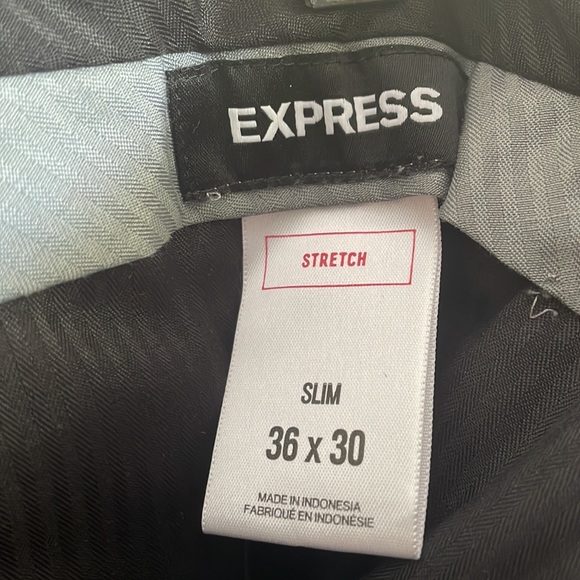 EXPRESS
STRETCH
SLIM
36 x 30
MADE IN INDONESIA
FABRIQUÉ EN INDONÉSIE